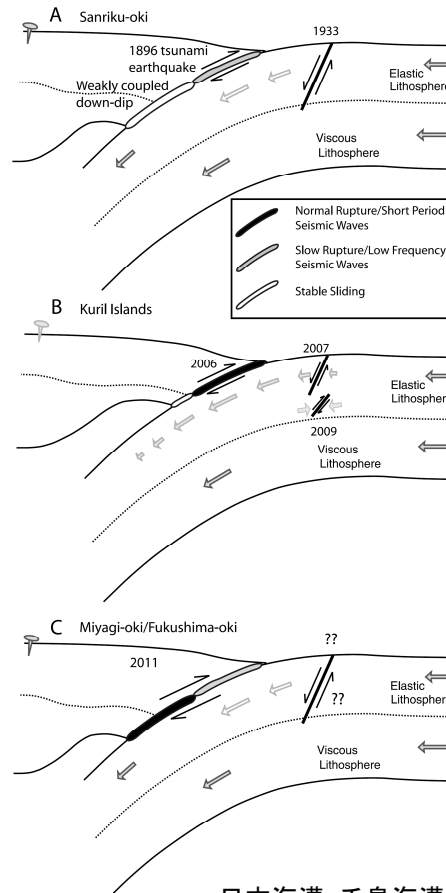 A Sanriku-oki
1933
1896 tsunami
earthquake
Weakly coupled
down-dip
Elastic
Lithosphere
Viscous
Lithosphere
Normal Rupture/Short Period
Seismic Waves
Slow Rupture/Low Frequency
Seismic Waves
Stable Sliding
B Kuril Islands
2006
2007
Elastic
Lithospher
2009
Viscous
Lithosphere
C Miyagi-oki/Fukushima-oki
??
2011
Elastic
Lithospher
??
Viscous
Lithosphere